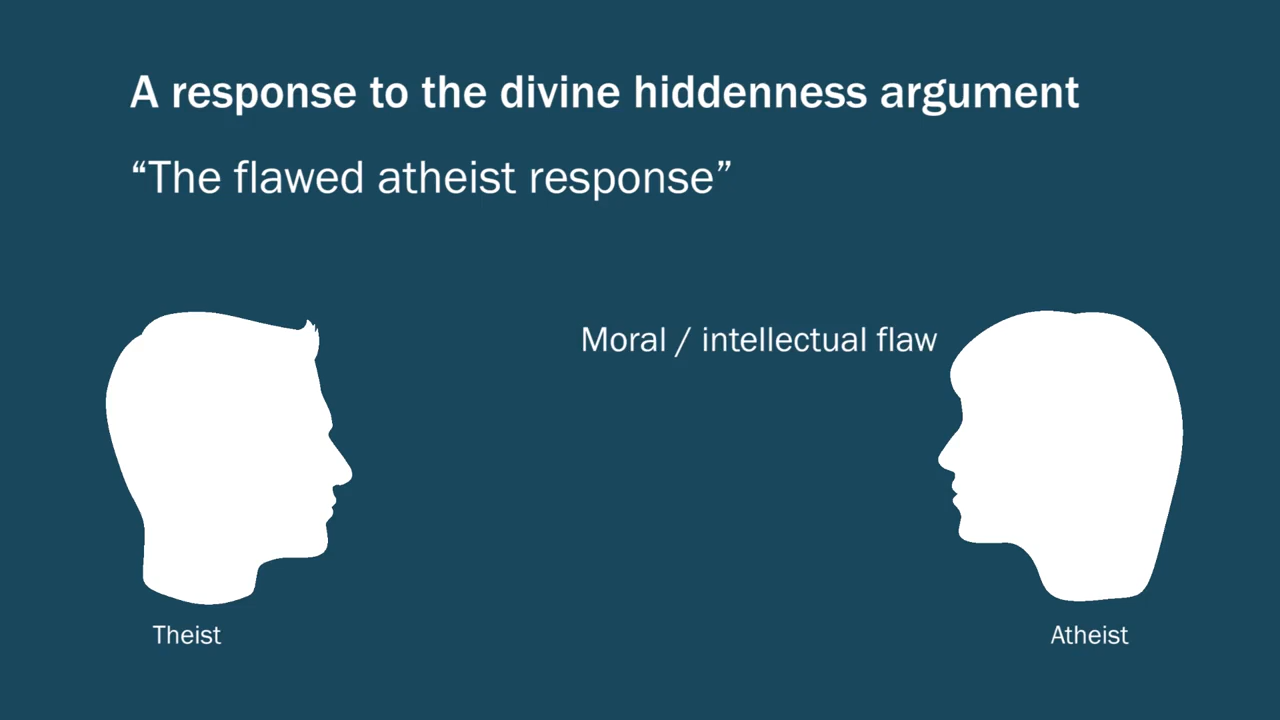 A response to the divine hiddenness argument
“The flawed atheist response”
Moral / intellectual flaw
Theist
Atheist